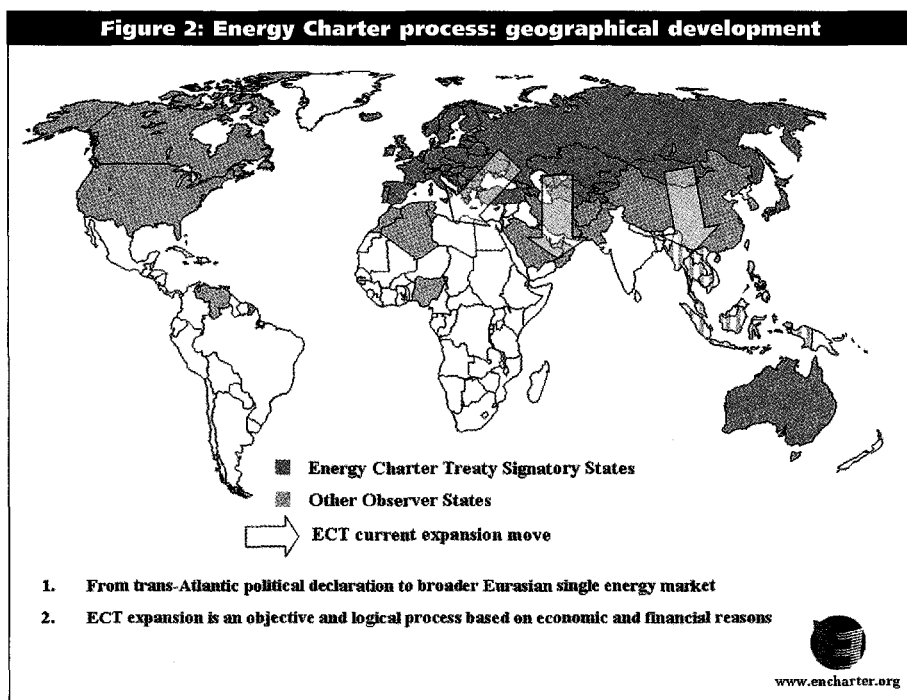 Figure 2: Energy Charter process: geographical development
Energy Charter Treaty Signatory States
Other Observer States
ECT current expansion move
1. From trans-Atlantic political declaration to broader Eurasian single energy market
2. ECT expansion is an objective and logical process based on economic and financial reasons
www.encharter.org